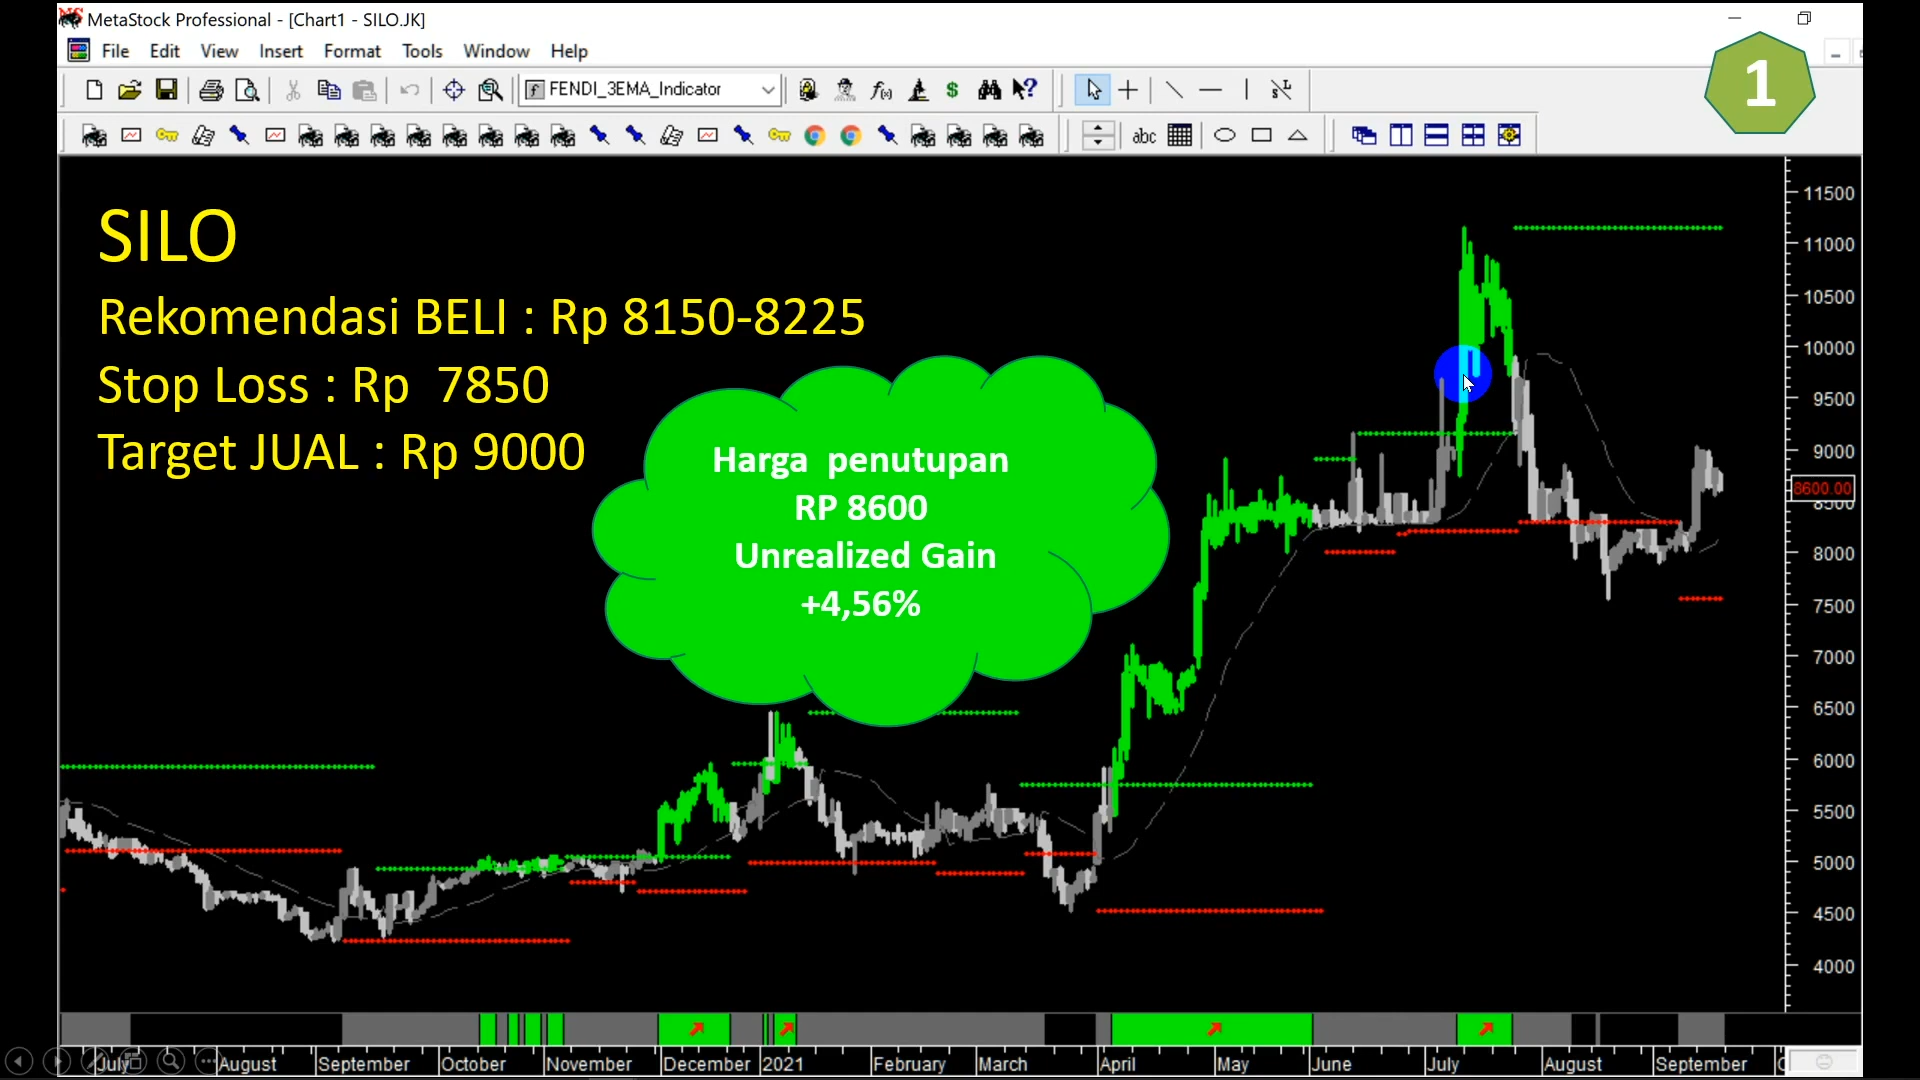 MetaStock Professional - [Chart1 - SILO.JK]
File Edit View Insert Format Tools Window Help
FENDI_3EMA_Indicator
1
abc
SILO
Rekomendasi BELI : Rp 8150-8225
Stop Loss : Rp 7850
Target JUAL : Rp 9000
Harga penutupan
RP 8600
Unrealized Gain
+4,56%
11500
11000
10500
10000
9500
9000
8600.00
8500
8000
7500
7000
6500
6000
5500
5000
4500
4000
July August September October November December 2021 February March April May June July August September